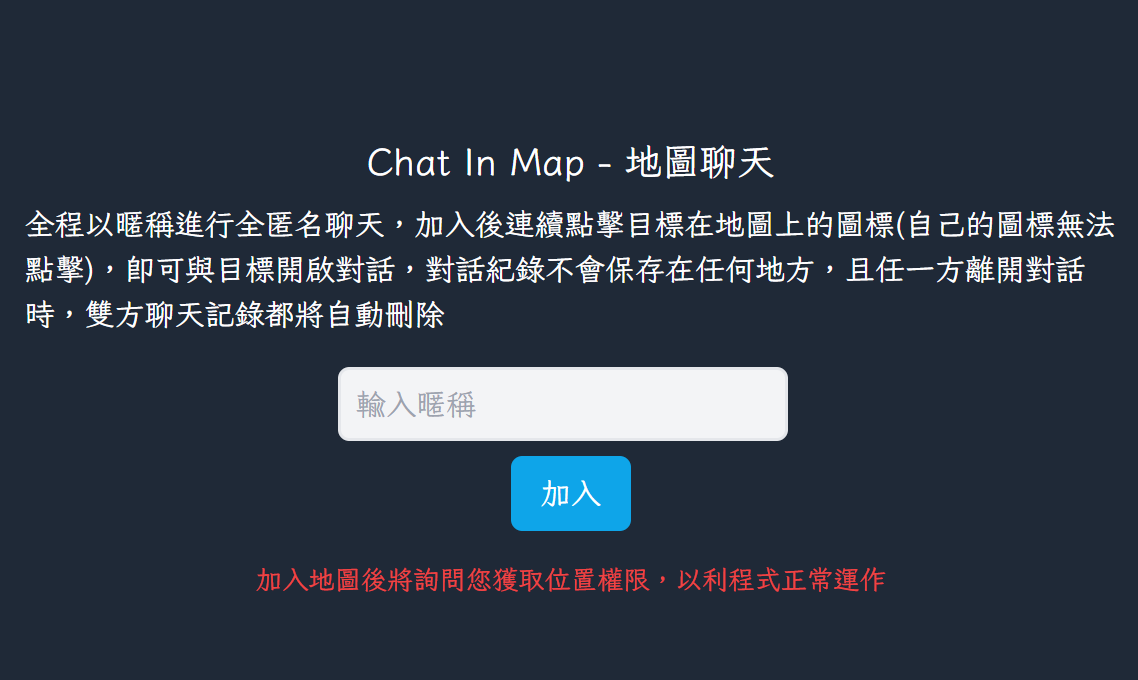 Chat In Map - 地圖聊天
全程以暱稱進行全匿名聊天，加入後連續點擊目標在地圖上的圖標(自己的圖標無法
點擊)，即可與目標開啟對話，對話紀錄不會保存在任何地方，且任一方離開對話
時，雙方聊天記錄都將自動刪除
輸入暱稱
加入
加入地圖後將詢問您獲取位置權限，以利程式正常運作